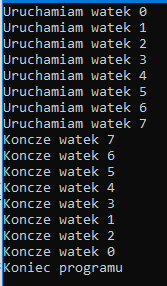 Uruchamiam watek 0
Uruchamiam watek 1
Uruchamiam watek 2
Uruchamiam watek 3
Uruchamiam watek 4
Uruchamiam watek 5
Uruchamiam watek 6
Uruchamiam watek 7
Koncze watek 7
Koncze watek 6
Koncze watek 5
Koncze watek 4
Koncze watek 3
Koncze watek 1
Koncze watek 2
Koncze watek 0
Koniec programu